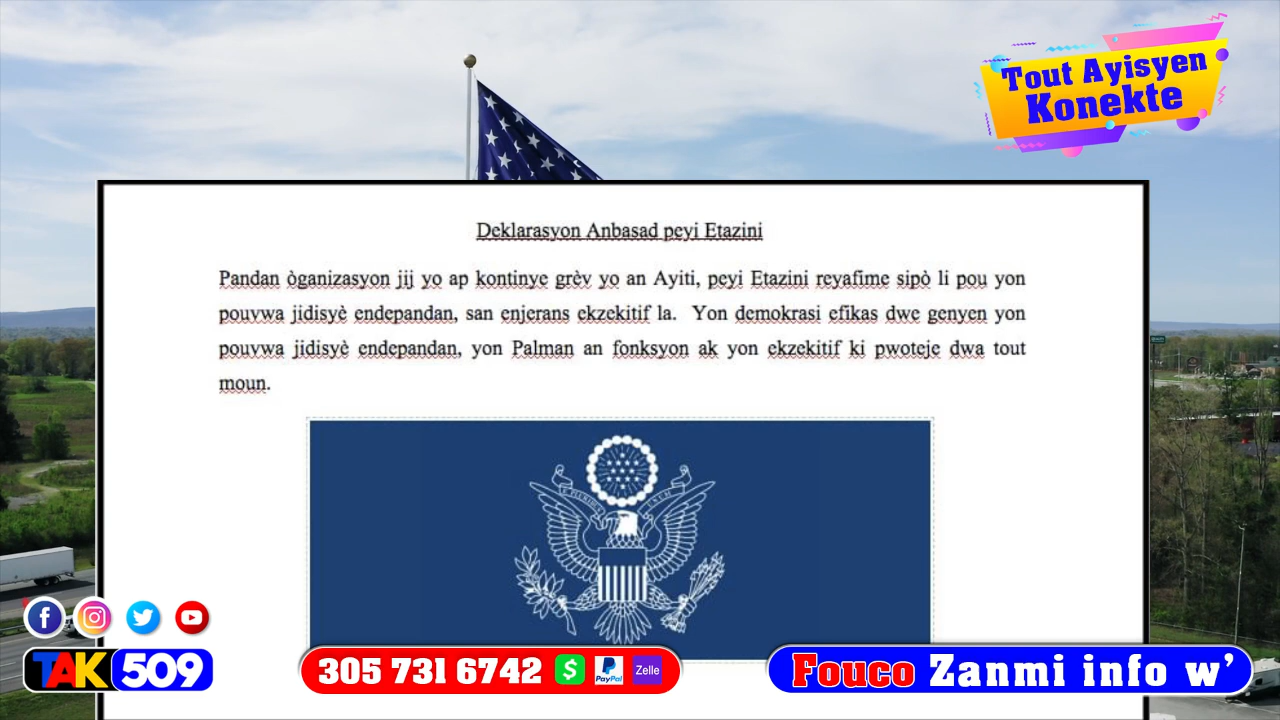 Tout Ayisyen
Konekte
Deklarasyon Anbasad peyi Etazini
Pandan òganizasyon jij yo ap kontinye grèv yo an Ayiti, peyi Etazini reyafime sipò li pou yon
pouvwa jidisyè endepandan, san enjerans ekzekitif la. Yon demokrasi efikas dwe genyen yon
pouvwa jidisyè endepandan, yon Palman an fonksyon ak yon ekzekitif ki pwoteje dwa tout
moun.
TAK 509
305 731 6742 $ PayPal Zelle
Fouco Zanmi info w’